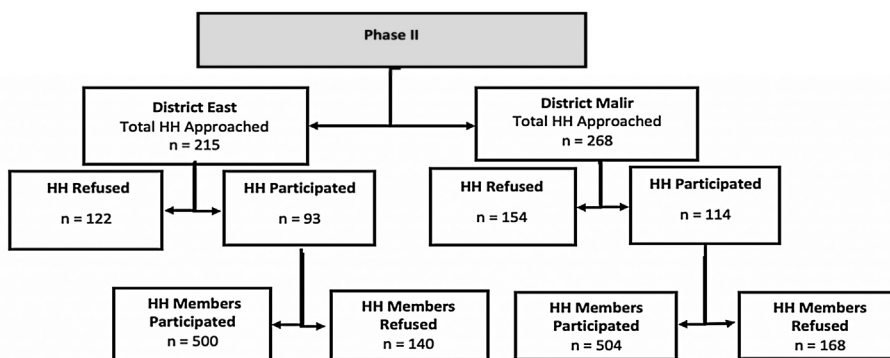 Phase II
District East
Total HH Approached
n = 215
District Malir
Total HH Approached
n = 268
HH Refused
n = 122
HH Participated
n = 93
HH Refused
n = 154
HH Participated
n = 114
HH Members
Participated
n = 500
HH Members
Refused
n = 140
HH Members
Participated
n = 504
HH Members
Refused
n = 168